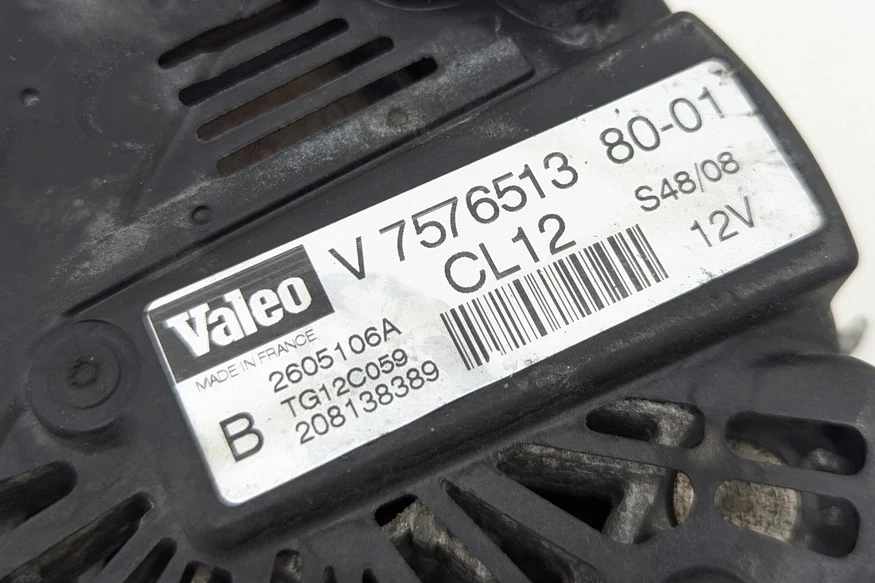 Valeo
MADE IN FRANCE
V 7576513 80-01
CL12 S48/08
12V
2605106A
TG12C059
208138389
B